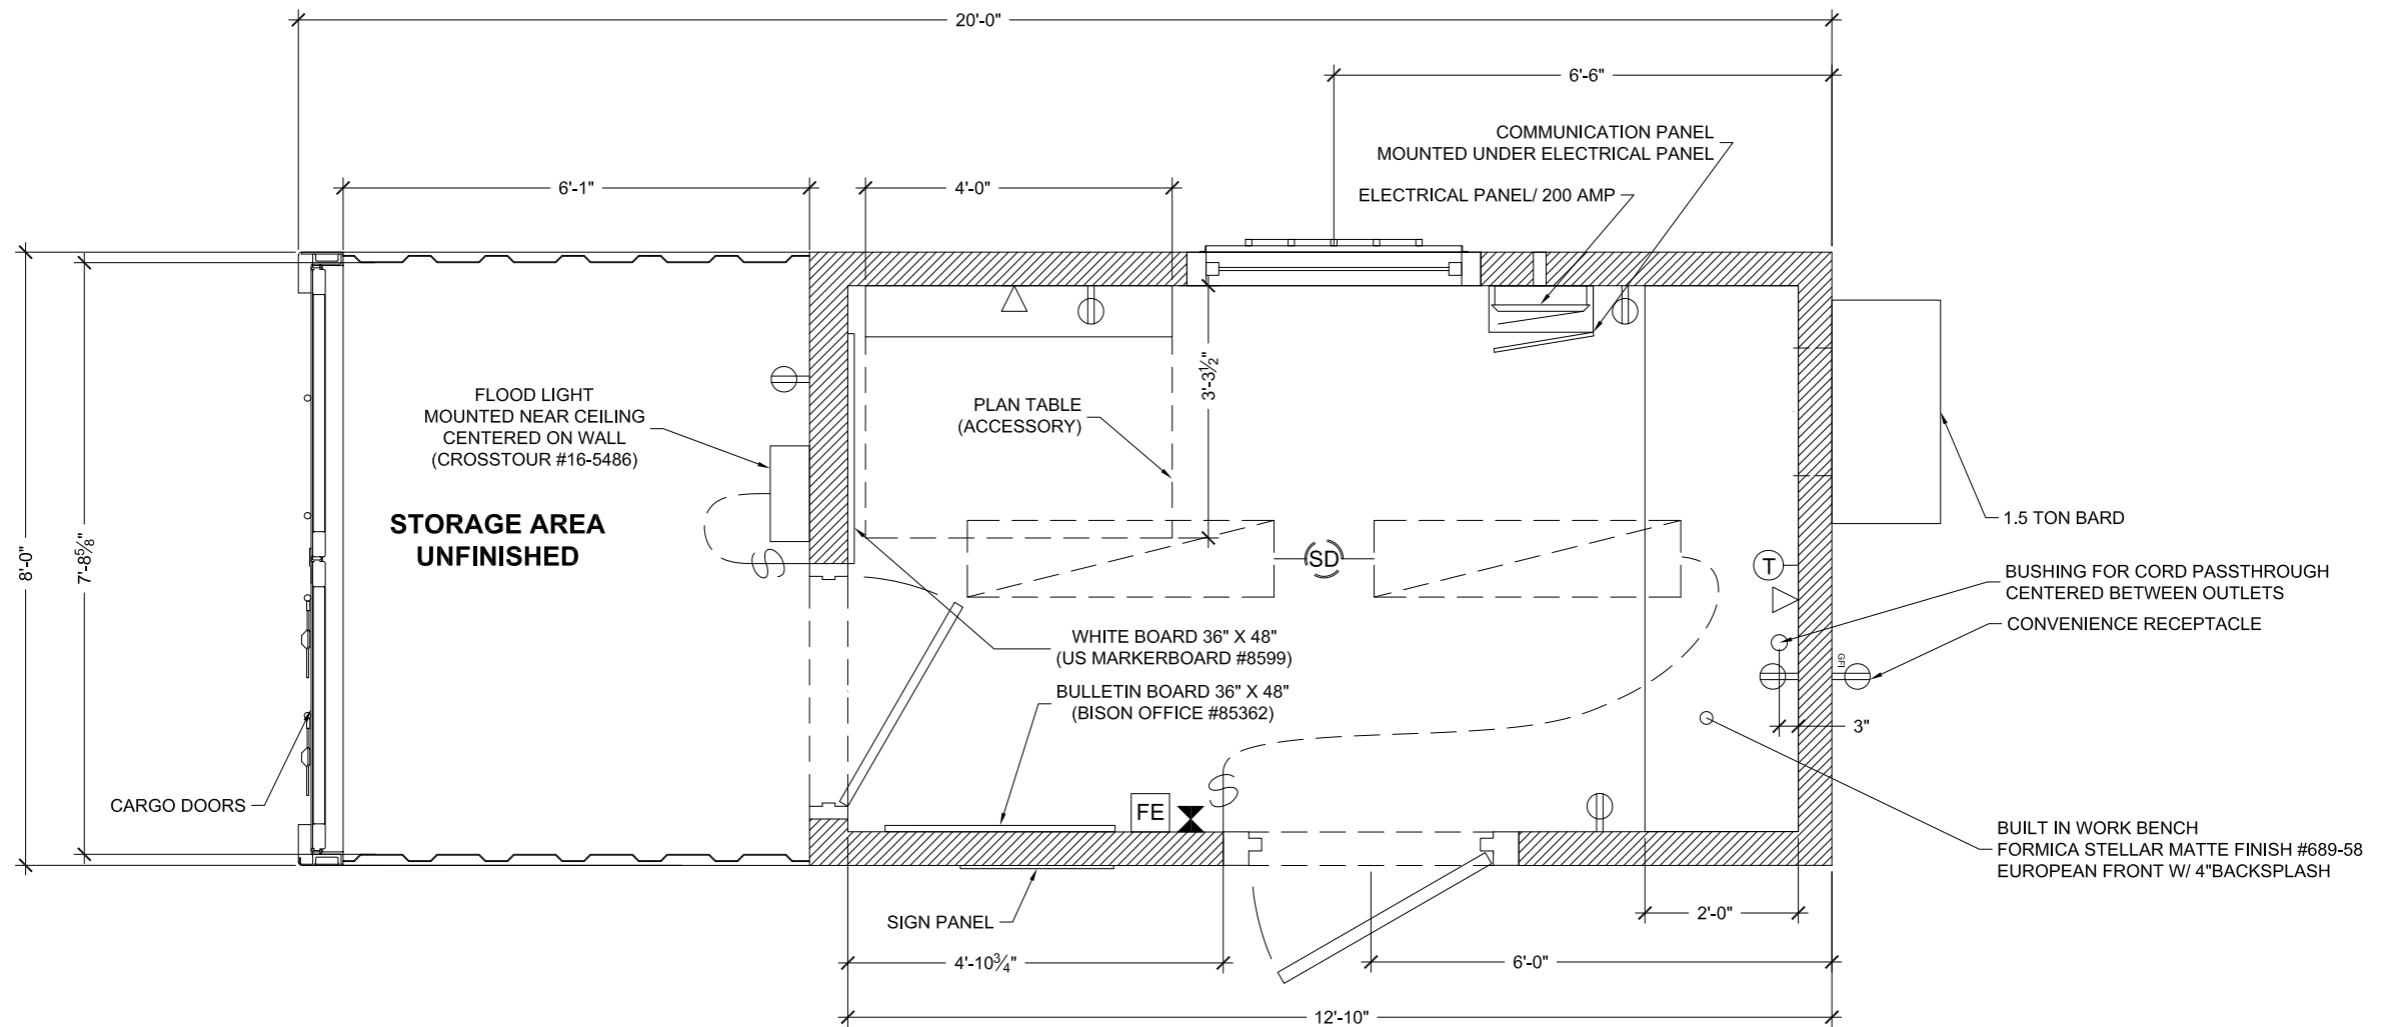 20'-0"
6'-6"
COMMUNICATION PANEL
MOUNTED UNDER ELECTRICAL PANEL
6'-1"
4'-0"
ELECTRICAL PANEL/ 200 AMP
8'-0"
7'-8⅝"
3'-3½"
FLOOD LIGHT
MOUNTED NEAR CEILING
CENTERED ON WALL
(CROSSTOUR #16-5486)
PLAN TABLE
(ACCESSORY)
STORAGE AREA
UNFINISHED
1.5 TON BARD
S
SD
T
BUSHING FOR CORD PASSTHROUGH
CENTERED BETWEEN OUTLETS
CONVENIENCE RECEPTACLE
WHITE BOARD 36" X 48"
(US MARKERBOARD #8599)
GFI
BULLETIN BOARD 36" X 48"
(BISON OFFICE #85362)
3"
CARGO DOORS
FE
S
BUILT IN WORK BENCH
FORMICA STELLAR MATTE FINISH #689-58
EUROPEAN FRONT W/ 4"BACKSPLASH
SIGN PANEL
2'-0"
4'-10¾"
6'-0"
12'-10"